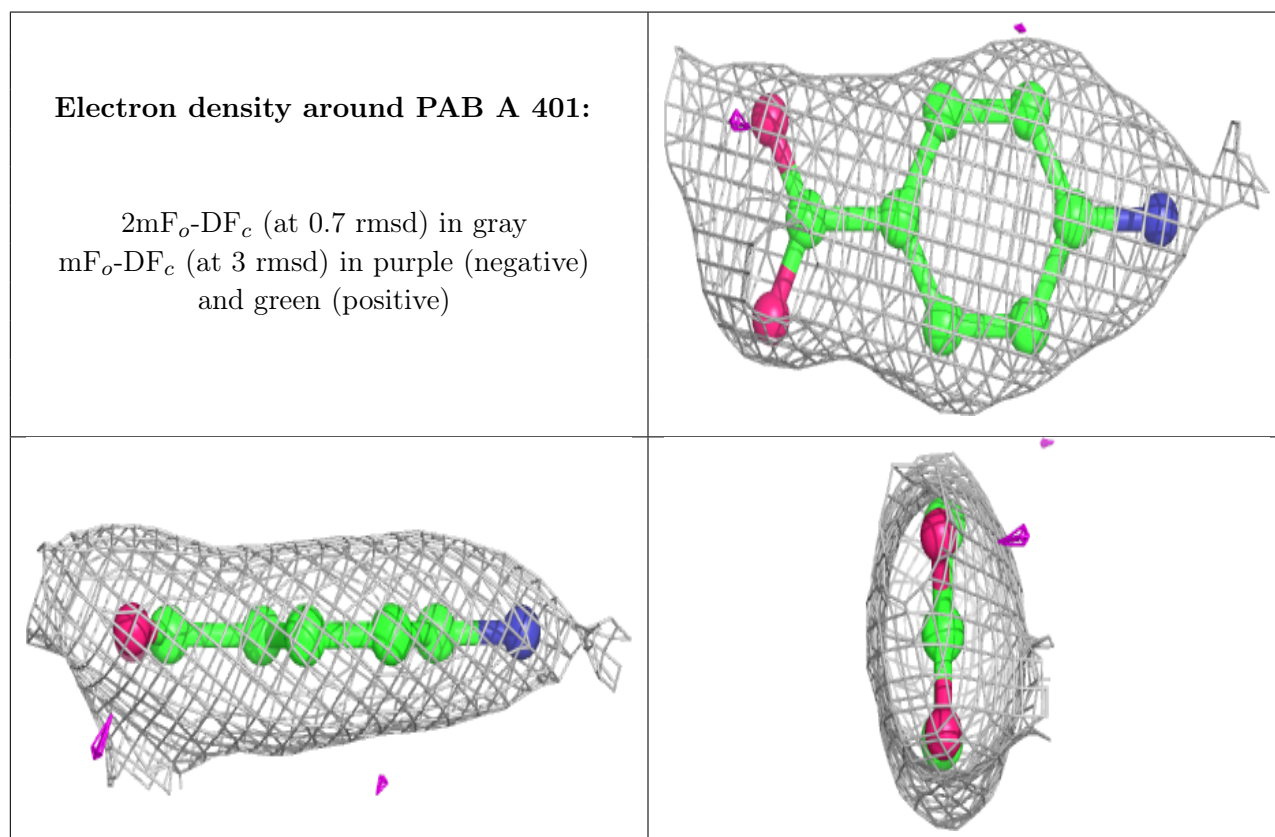 Electron density around PAB A 401:
2mFo-DFc (at 0.7 rmsd) in gray
mFo-DFc (at 3 rmsd) in purple (negative)
and green (positive)